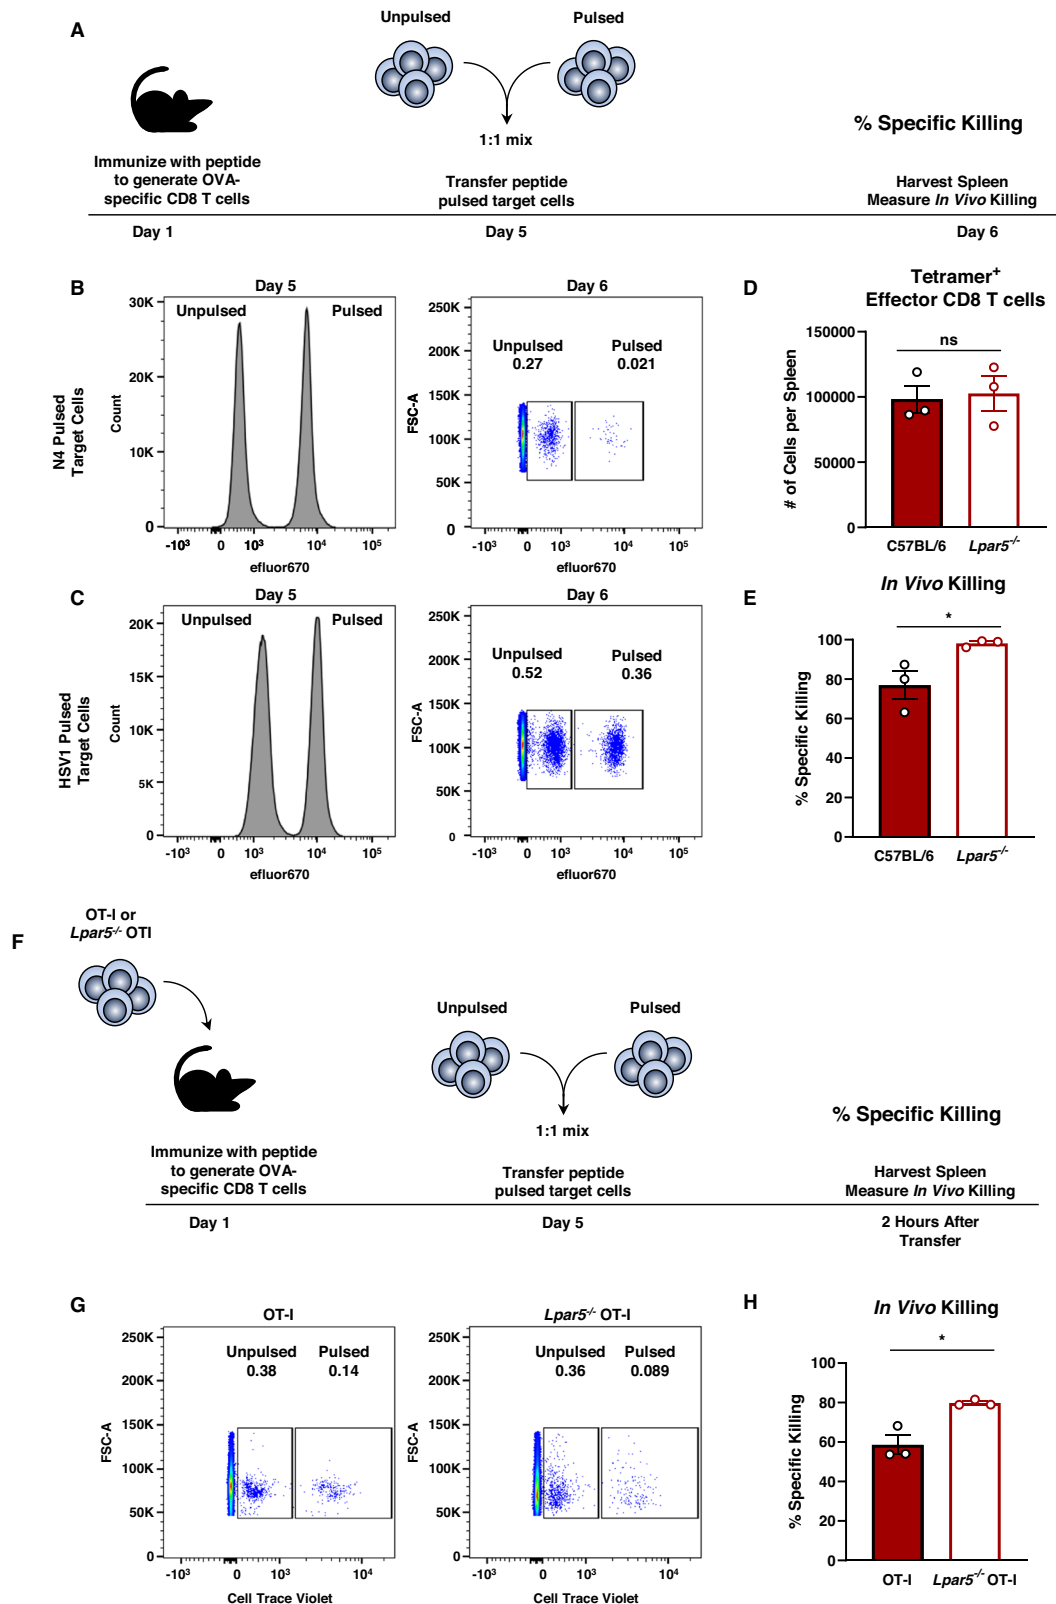 A
Unpulsed
Pulsed
1:1 mix
% Specific Killing
Immunize with peptide
to generate OVA-
specific CD8 T cells
Transfer peptide
pulsed target cells
Harvest Spleen
Measure In Vivo Killing
Day 1
Day 5
Day 6
B
Day 5
30K
20K
10K
0
Unpulsed
Pulsed
Count
N4 Pulsed
Target Cells
-10³
0
10³
10⁴
10⁵
efluor670
Day 6
250K
200K
150K
100K
50K
0
FSC-A
Unpulsed
0.27
Pulsed
0.021
-10³
0
10³
10⁴
10⁵
efluor670
C
Day 5
20K
15K
10K
5K
0
Unpulsed
Pulsed
Count
HSV1 Pulsed
Target Cells
-10³
0
10³
10⁴
10⁵
efluor670
Day 6
250K
200K
150K
100K
50K
0
FSC-A
Unpulsed
0.52
Pulsed
0.36
-10³
0
10³
10⁴
10⁵
efluor670
D
Tetramer⁺
Effector CD8 T cells
150000
100000
50000
0
# of Cells per Spleen
ns
C57BL/6
Lpar5⁻/⁻
E
In Vivo Killing
*
100
80
60
40
20
0
% Specific Killing
C57BL/6
Lpar5⁻/⁻
F
OT-I or
Lpar5⁻/⁻ OTI
Unpulsed
Pulsed
1:1 mix
% Specific Killing
Immunize with peptide
to generate OVA-
specific CD8 T cells
Transfer peptide
pulsed target cells
Harvest Spleen
Measure In Vivo Killing
Day 1
Day 5
2 Hours After
Transfer
G
OT-I
250K
200K
150K
100K
50K
0
FSC-A
Unpulsed
0.38
Pulsed
0.14
-10³
0
10³
10⁴
Cell Trace Violet
Lpar5⁻/⁻ OT-I
250K
200K
150K
100K
50K
0
FSC-A
Unpulsed
0.36
Pulsed
0.089
-10³
0
10³
10⁴
Cell Trace Violet
H
In Vivo Killing
*
100
80
60
40
20
0
% Specific Killing
OT-I
Lpar5⁻/⁻ OT-I